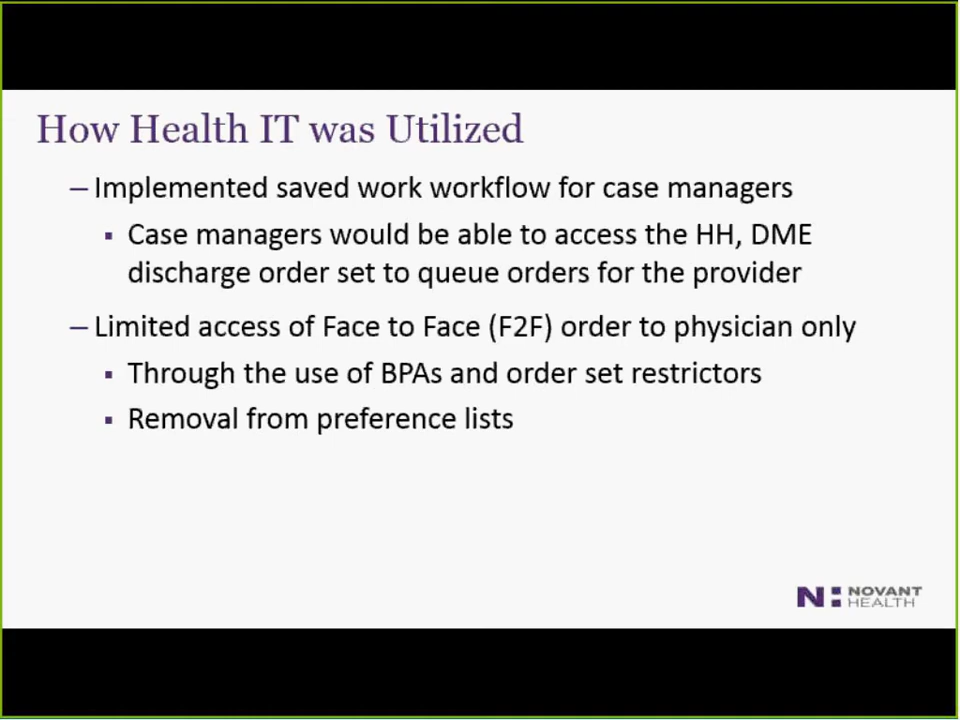 How Health IT was Utilized
– Implemented saved work workflow for case managers
▪ Case managers would be able to access the HH, DME
discharge order set to queue orders for the provider
– Limited access of Face to Face (F2F) order to physician only
▪ Through the use of BPAs and order set restrictors
▪ Removal from preference lists
N NOVANT
HEALTH